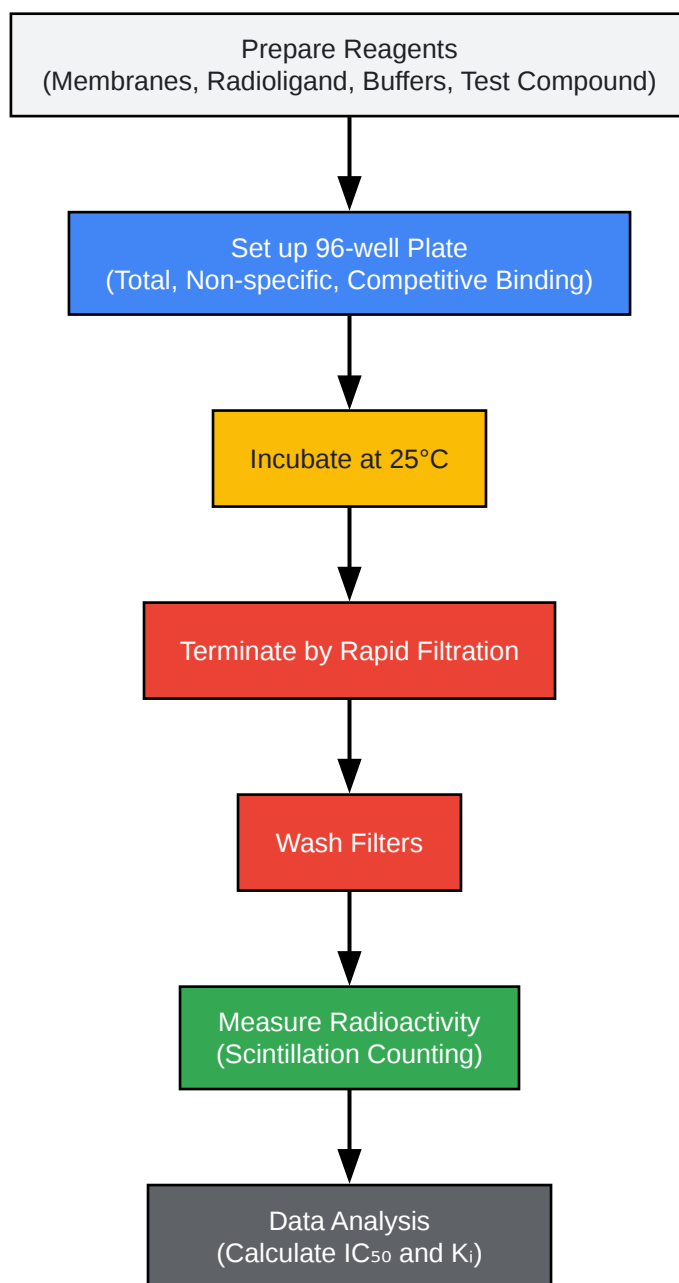 Prepare Reagents
(Membranes, Radioligand, Buffers, Test Compound)
Set up 96-well Plate
(Total, Non-specific, Competitive Binding)
Incubate at 25°C
Terminate by Rapid Filtration
Wash Filters
Measure Radioactivity
(Scintillation Counting)
Data Analysis
(Calculate IC₅₀ and Kᵢ)